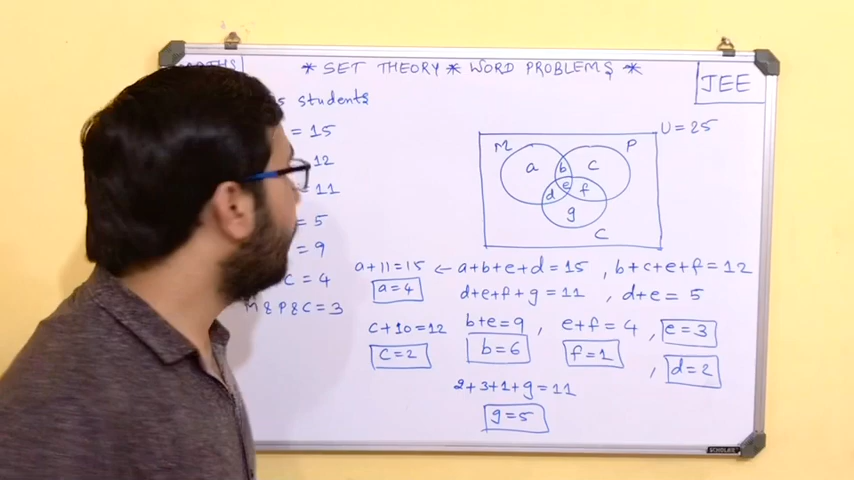 * SET THEORY * WORD PROBLEMS *
JEE
students
= 15
12
= 11
= 5
= 9
C = 4
M & P & C = 3
U = 25
M
P
a
b
c
e
d
f
g
C
a+11=15 ← a+b+e+d=15 , b+c+e+f=12
a=4
d+e+f+g=11 , d+e=5
c+10=12
b+e=9 , e+f=4 , e=3
c=2
b=6
f=1
, d=2
2+3+1+g=11
g=5
SCHOLAR